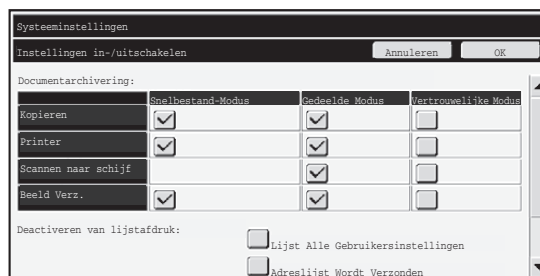 Systeeminstellingen
Instellingen in-/uitschakelen Annuleren OK
Documentarchivering:
Snelbestand-Modus Gedeelde Modus Vertrouwelijke Modus
Kopieren
Printer
Scannen naar schijf
Beeld Verz.
Deactiveren van lijstafdruk:
Lijst Alle Gebruikersinstellingen
Adreslijst Wordt Verzonden